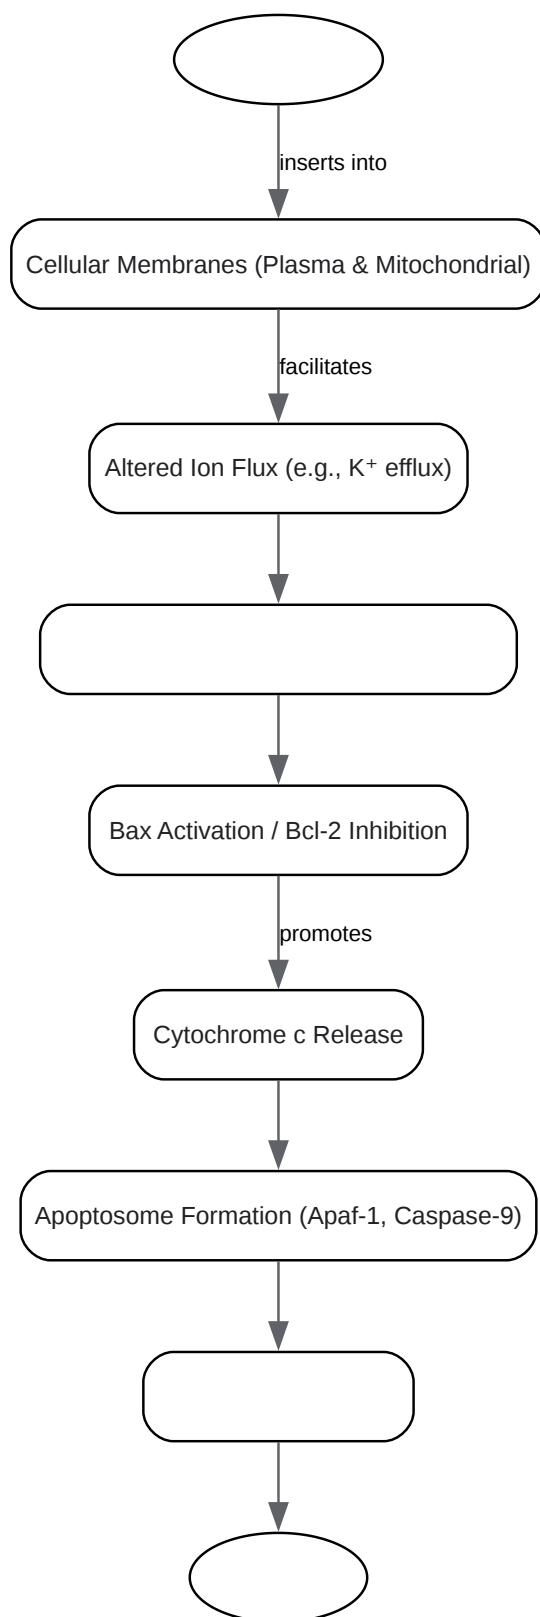 inserts into
Cellular Membranes (Plasma & Mitochondrial)
facilitates
Altered Ion Flux (e.g., K⁺ efflux)
Bax Activation / Bcl-2 Inhibition
promotes
Cytochrome c Release
Apoptosome Formation (Apaf-1, Caspase-9)